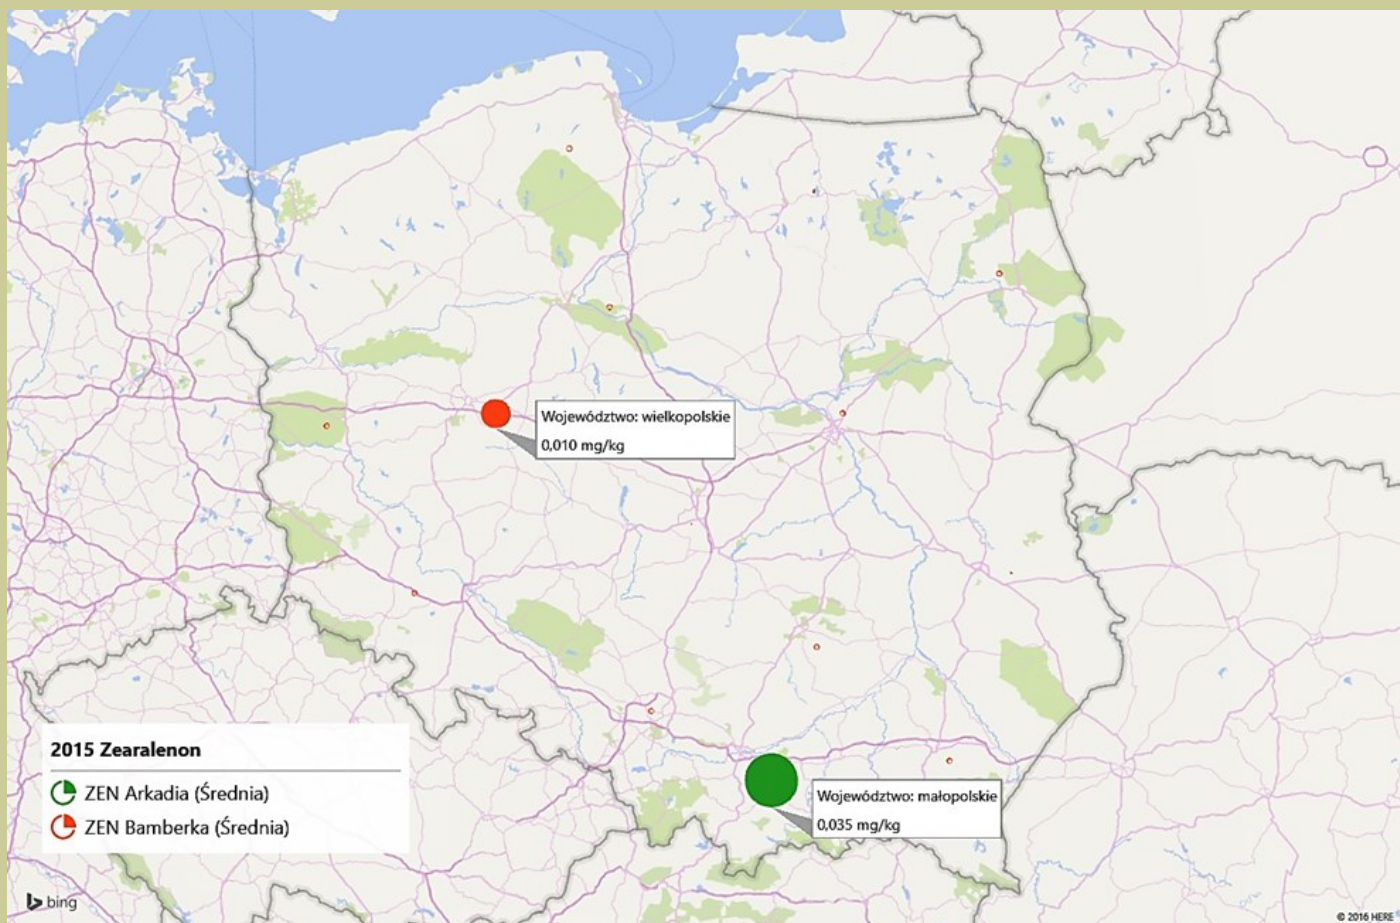 Województwo: wielkopolskie
0,010 mg/kg
2015 Zearalenon
ZEN Arkadia (Średnia)
ZEN Bamberka (Średnia)
Województwo: małopolskie
0,035 mg/kg
bing
© 2016 HERE